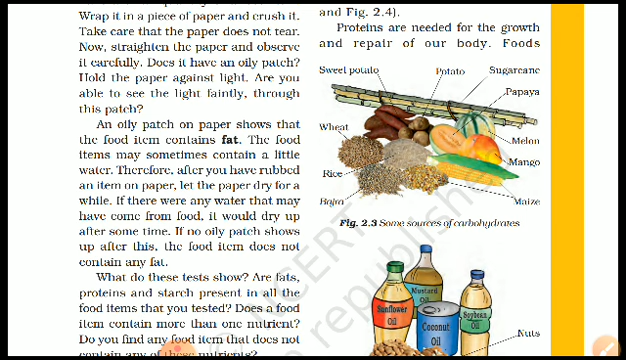 Wrap it in a piece of paper and crush it.
Take care that the paper does not tear.
Now, straighten the paper and observe
it carefully. Does it have an oily patch?
Hold the paper against light. Are you
able to see the light faintly, through
this patch?
An oily patch on paper shows that
the food item contains fat. The food
items may sometimes contain a little
water. Therefore, after you have rubbed
an item on paper, let the paper dry for a
while. If there were any water that may
have come from food, it would dry up
after some time. If no oily patch shows
up after this, the food item does not
contain any fat.
What do these tests show? Are fats,
proteins and starch present in all the
food items that you tested? Does a food
item contain more than one nutrient?
Do you find any food item that does not
contain any of these nutrients?
and Fig. 2.4).
Proteins are needed for the growth
and repair of our body. Foods
Sweet potato
Potato
Sugarcane
Papaya
Wheat
Melon
Mango
Rice
Bajra
Maize
Fig. 2.3 Some sources of carbohydrates
Mustard
Oil
Sunflower
Oil
Coconut
Oil
Soybean
Oil
Nuts
NCERT
republish